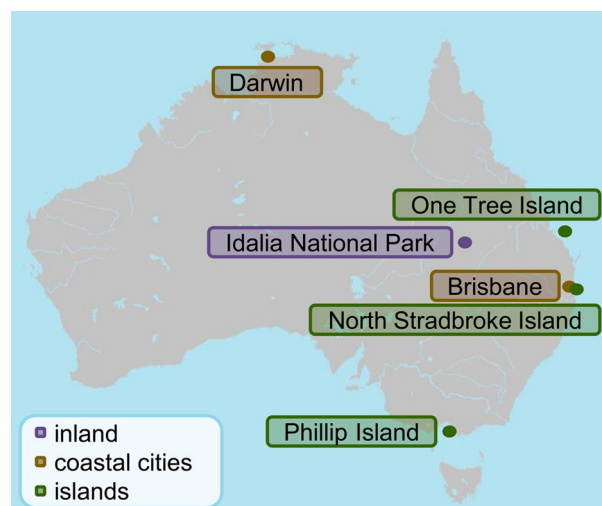 Darwin
One Tree Island
Idalia National Park
Brisbane
North Stradbroke Island
Phillip Island
inland
coastal cities
islands